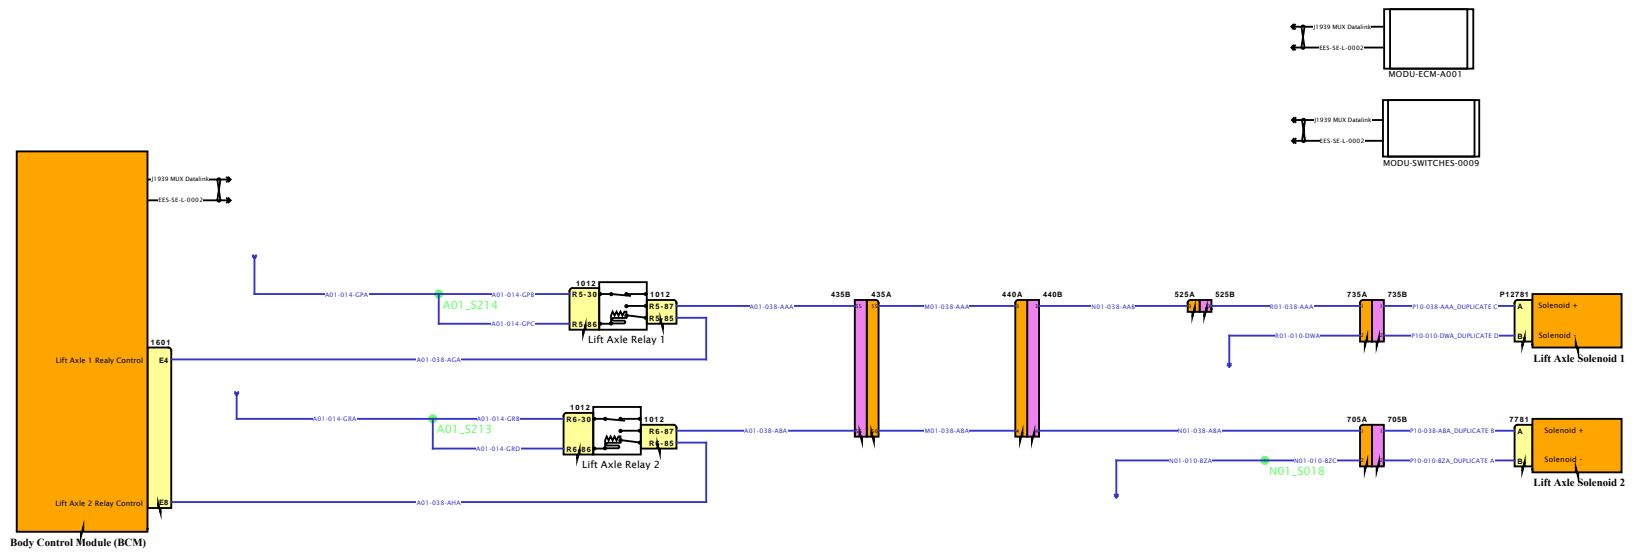 J1939 MUX Datalink
EES-SE-L-0002
MODU-ECM-A001
J1939 MUX Datalink
EES-SE-L-0002
MODU-SWITCHES-0009
J1939 MUX Datalink
EES-SE-L-0002
1012 1012
A01-014-GPA A01-014-GPB R5-30 R5-87
A01_S214
A01-014-GPC R5-86 R5-85
Lift Axle Relay 1
A01-038-AAA 435B 435A M01-038-AAA 440A 440B N01-038-AAB 525A 525B R01-038-AAA 735A 735B P10-038-AAA_DUPLICATE C P12781 A Solenoid +
R01-010-DWA P10-010-DWA_DUPLICATE D B Solenoid -
Lift Axle Solenoid 1
1601
Lift Axle 1 Realy Control E4 A01-038-AGA
1012 1012
A01-014-GRA A01-014-GRB R6-30 R6-87
A01_S213
A01-014-GRD R6-86 R6-85
Lift Axle Relay 2
A01-038-ABA M01-038-ABA N01-038-ABA 705A 705B P10-038-ABA_DUPLICATE B 7781 A Solenoid +
N01-010-BZA N01-010-BZC P10-010-BZA_DUPLICATE A B Solenoid -
N01_S018
Lift Axle Solenoid 2
Lift Axle 2 Relay Control E8 A01-038-AHA
Body Control Module (BCM)